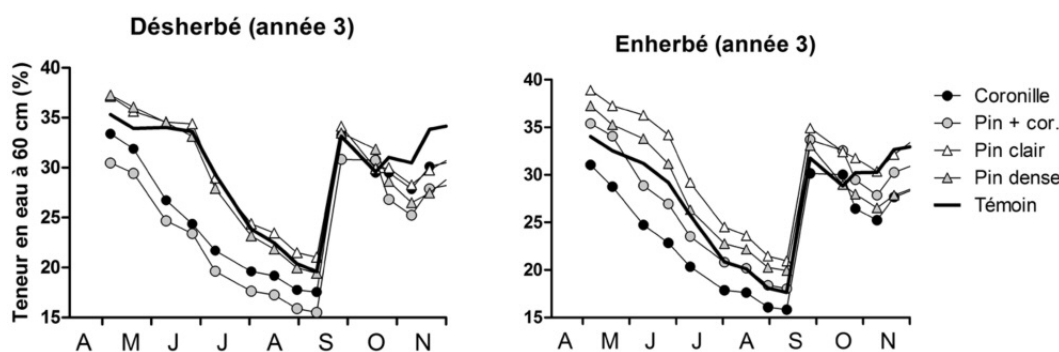 Désherbé (année 3)
Teneur en eau à 60 cm (%)
40
35
30
25
20
15
A M J J A S O N
Enherbé (année 3)
40
35
30
25
20
15
A M J J A S O N
Coronille
Pin + cor.
Pin clair
Pin dense
Témoin